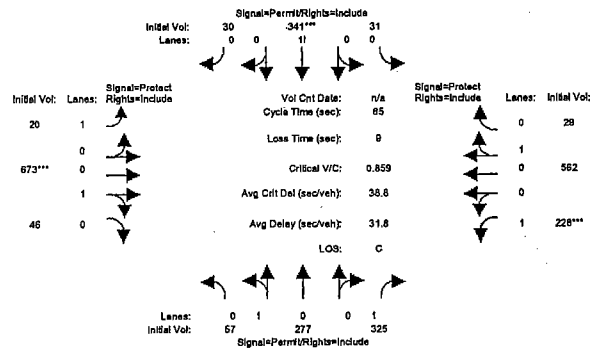 Signal=Permit/Rights=Include
Initial Vol: 30 341*** 31
Lanes: 0 0 1! 0 0
Signal=Protect
Rights=Include
Initial Vol: Lanes:
Vol Cnt Date: n/a
Cycle Time (sec): 65
Loss Time (sec): 9
Critical V/C: 0.859
Avg Crit Del (sec/veh): 38.8
Avg Delay (sec/veh): 31.8
LOS: C
Signal=Protect
Rights=Include
Lanes: Initial Vol:
20 1
0
673*** 0
1
46 0
0 28
1
0 562
0
1 228***
Lanes: 0 1 0 0 1
Initial Vol: 57 277 325
Signal=Permit/Rights=Include